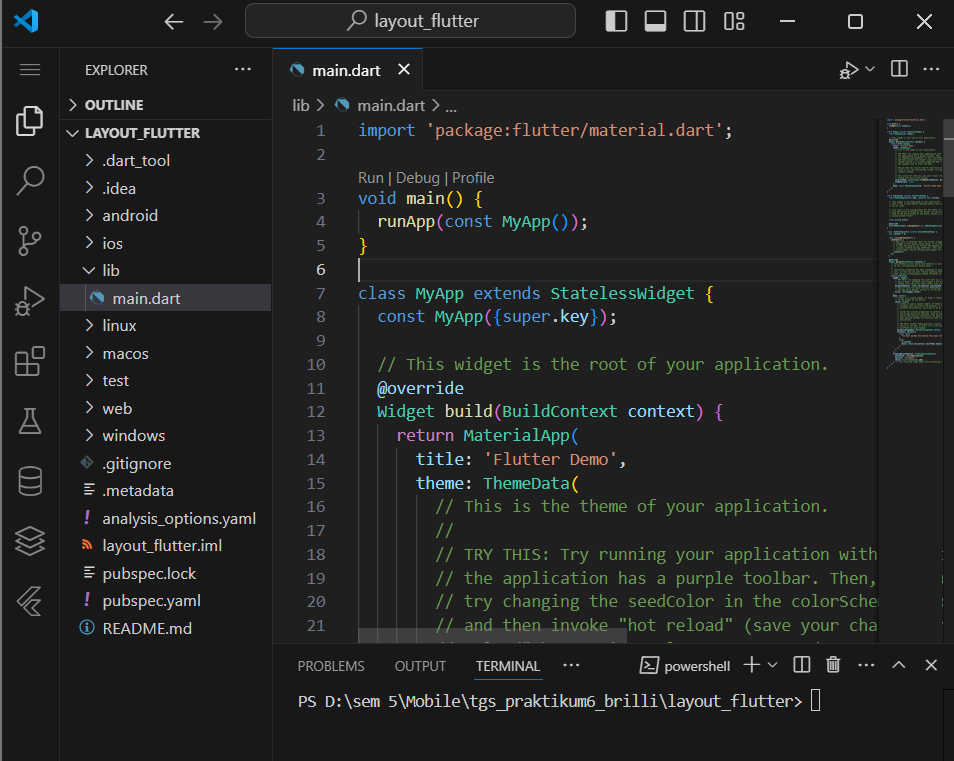 layout_flutter
EXPLORER
OUTLINE
LAYOUT_FLUTTER
.dart_tool
.idea
android
ios
lib
main.dart
linux
macos
test
web
windows
.gitignore
.metadata
analysis_options.yaml
layout_flutter.iml
pubspec.lock
pubspec.yaml
README.md
main.dart
lib > main.dart > ...
1 import 'package:flutter/material.dart';
2
Run | Debug | Profile
3 void main() {
4 runApp(const MyApp());
5 }
6
7 class MyApp extends StatelessWidget {
8 const MyApp({super.key});
9
10 // This widget is the root of your application.
11 @override
12 Widget build(BuildContext context) {
13 return MaterialApp(
14 title: 'Flutter Demo',
15 theme: ThemeData(
16 // This is the theme of your application.
17 //
18 // TRY THIS: Try running your application with
19 // the application has a purple toolbar. Then,
20 // try changing the seedColor in the colorSche
21 // and then invoke "hot reload" (save your cha
PROBLEMS OUTPUT TERMINAL ... powershell
PS D:\sem 5\Mobile\tgs_praktikum6_brilli\layout_flutter>